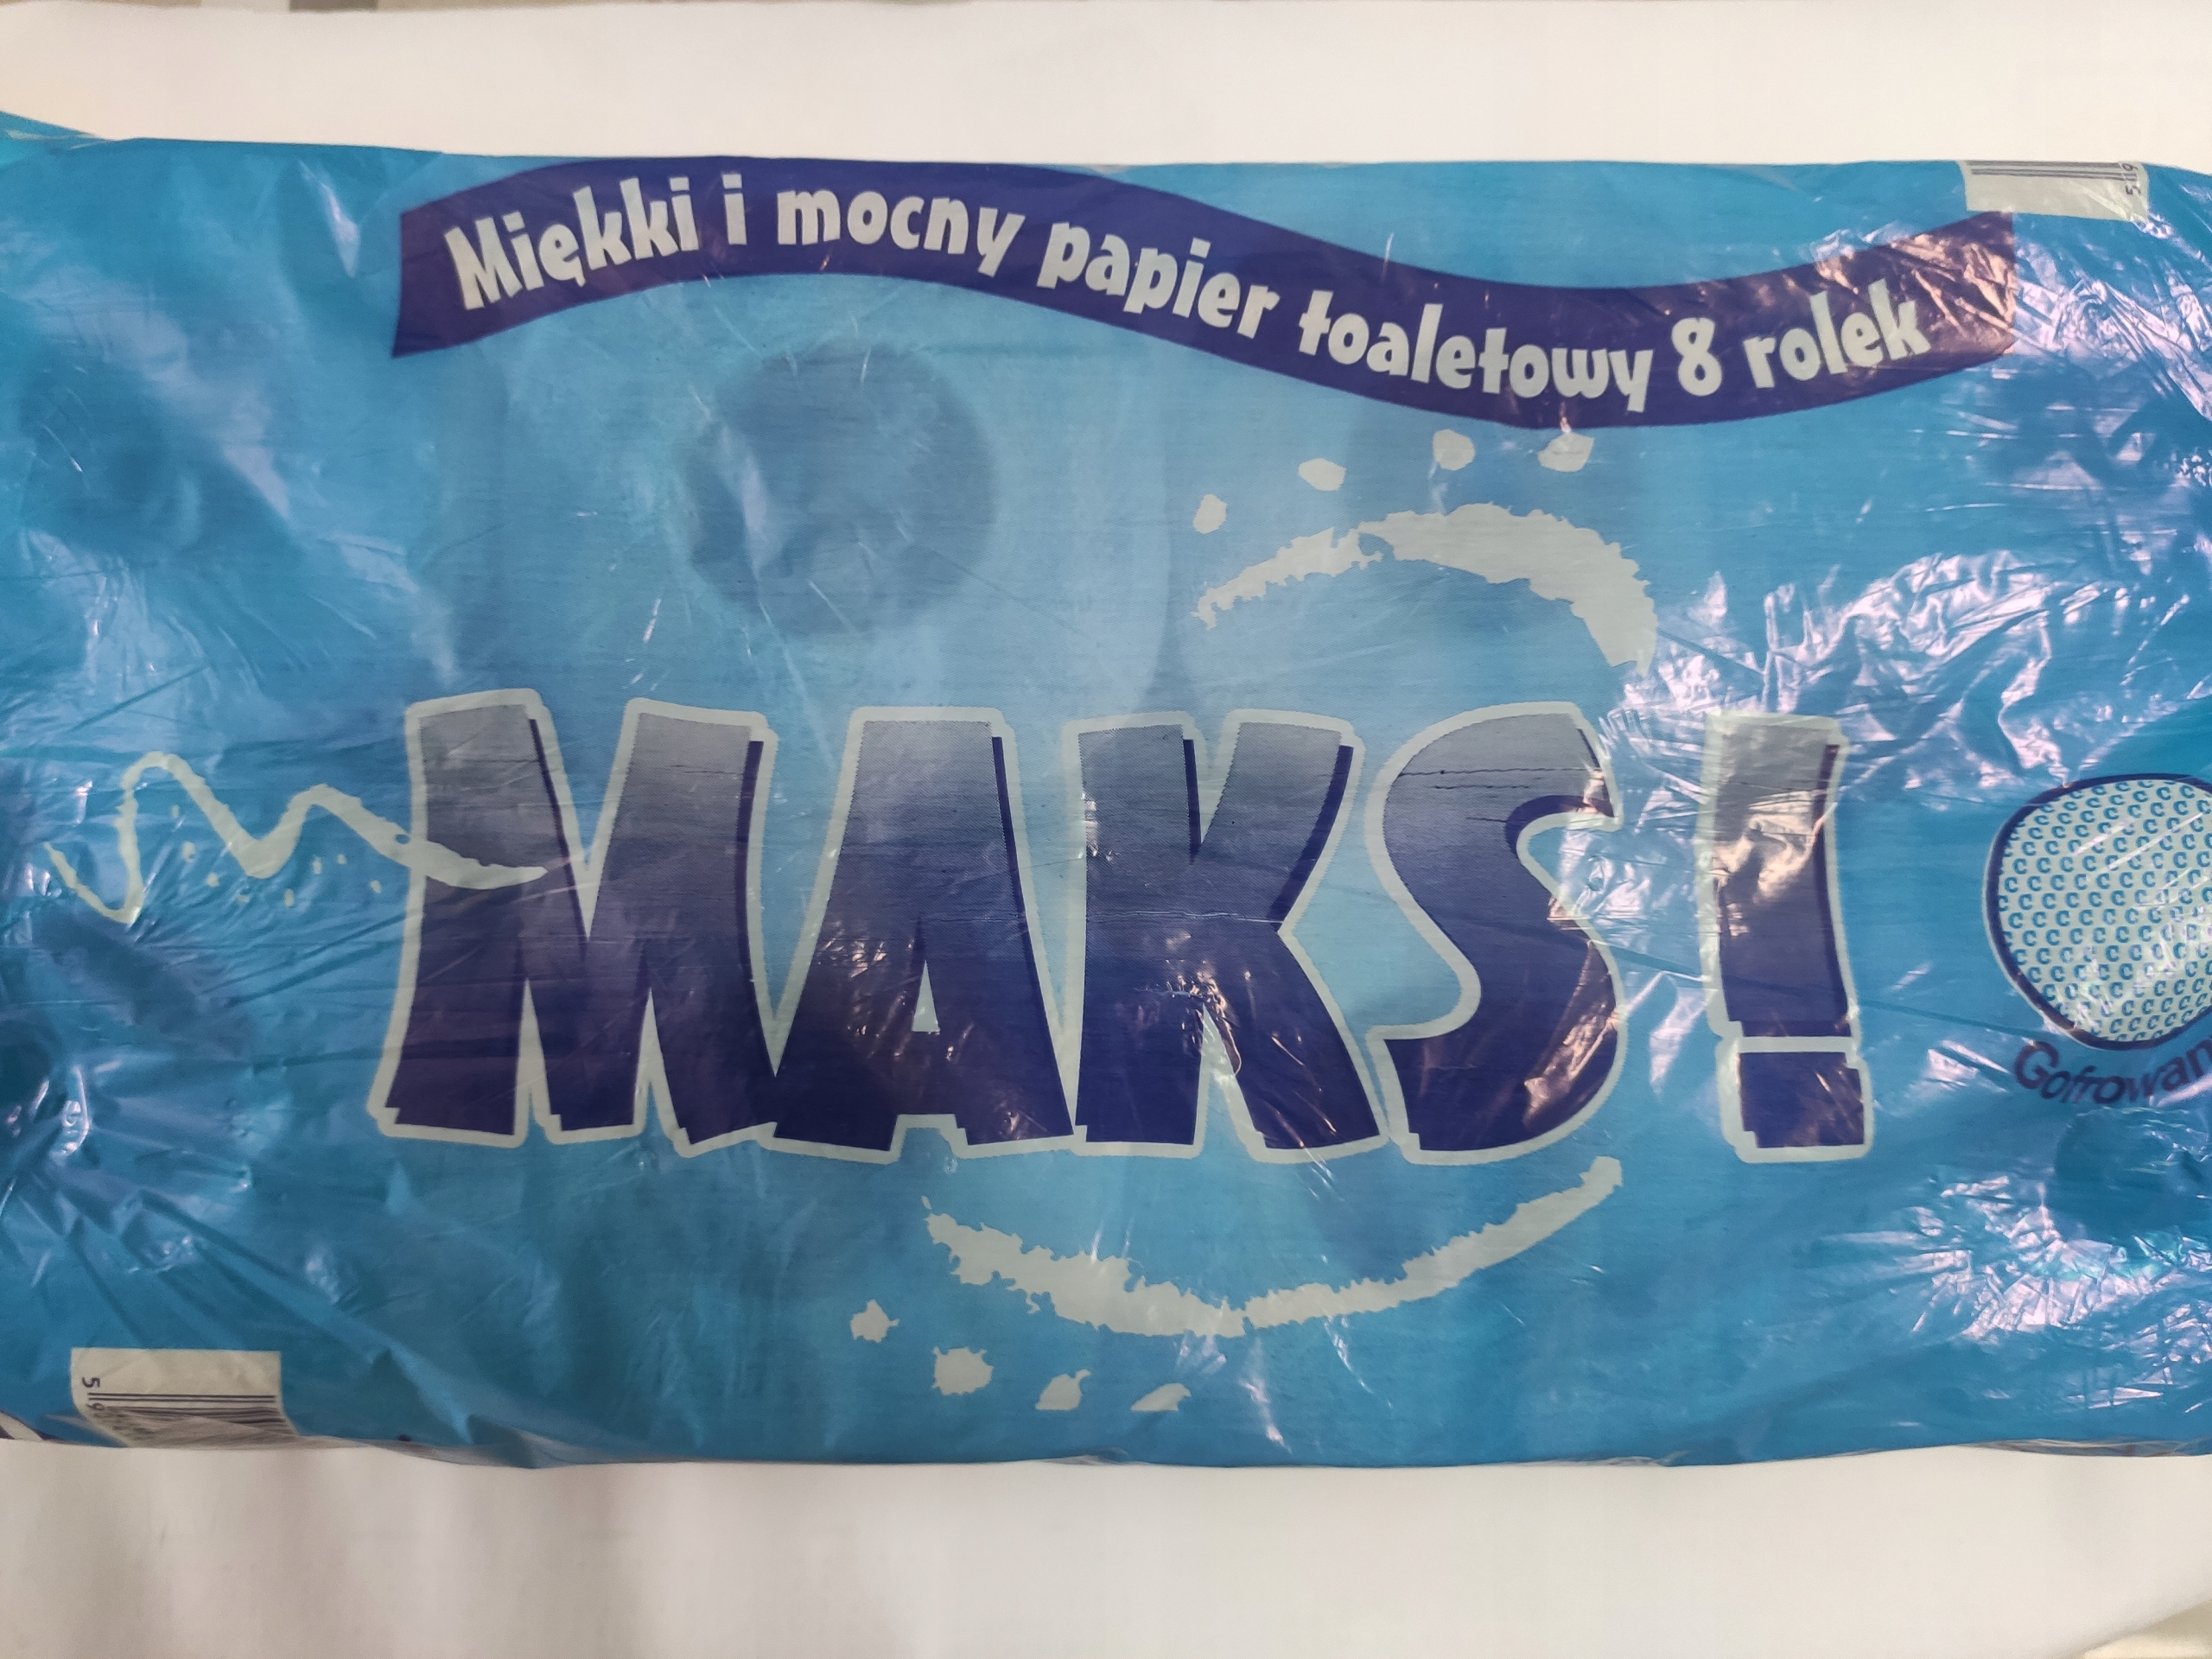 Miękki i mocny papier toaletowy 8 rolek
MAKS!